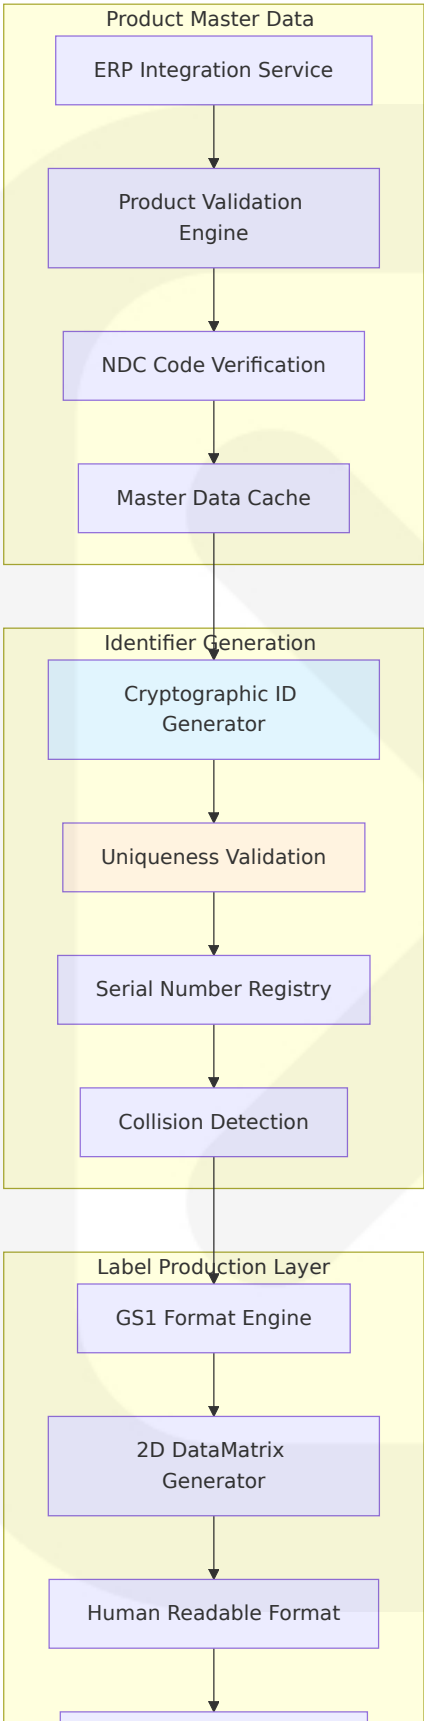 Product Master Data
ERP Integration Service
Product Validation
Engine
NDC Code Verification
Master Data Cache
Identifier Generation
Cryptographic ID
Generator
Uniqueness Validation
Serial Number Registry
Collision Detection
Label Production Layer
GS1 Format Engine
2D DataMatrix
Generator
Human Readable Format